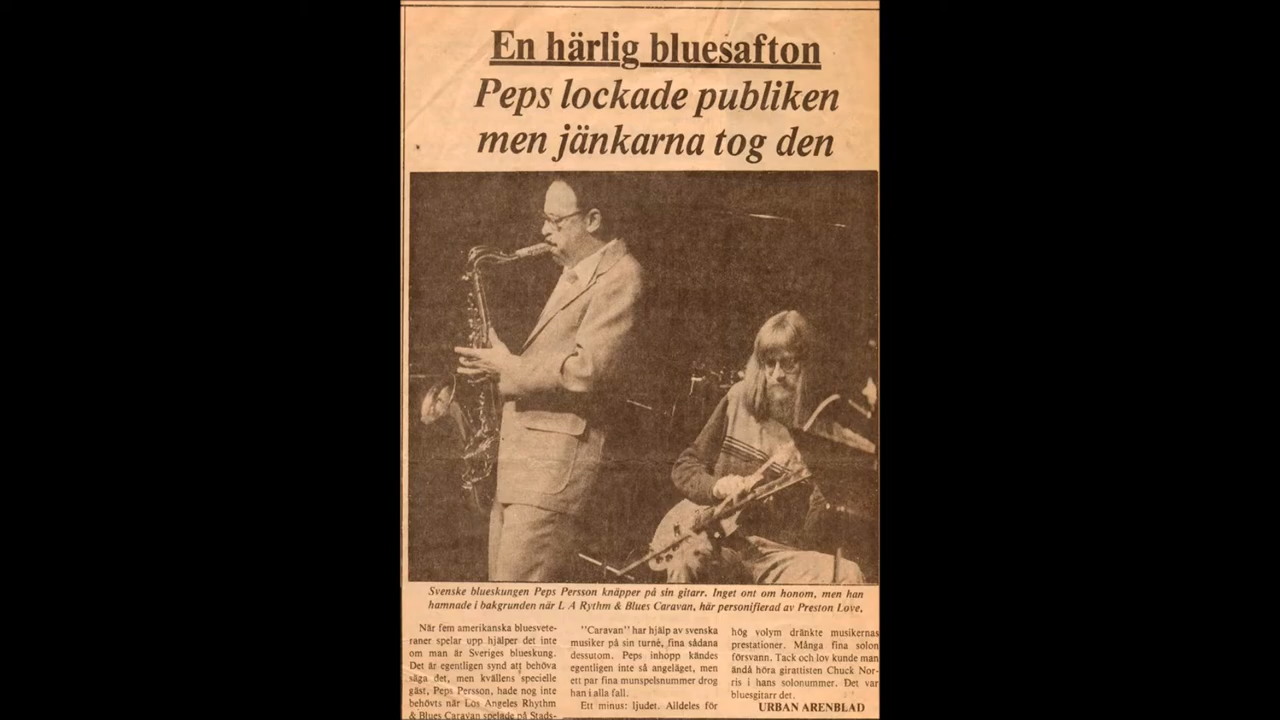 En härlig bluesafton
Peps lockade publiken
men jänkarna tog den
Svenske blueskungen Peps Persson knäpper på sin gitarr. Inget ont om honom, men han
hamnade i bakgrunden när L A Rythm & Blues Caravan, här personifierad av Preston Love,
När fem amerikanska bluesvete-
raner spelar upp hjälper det inte
om man är Sveriges blueskung.
Det är egentligen synd att behöva
säga det, men kvällens specielle
gäst, Peps Persson, hade nog inte
behövts när Los Angeles Rhythm
& Blues Caravan spelade på Stads-
"Caravan" har hjälp av svenska
musiker på sin turné, fina sådana
dessutom. Peps inhopp kändes
egentligen inte så angeläget, men
ett par fina munspelsnummer drog
han i alla fall.
Ett minus: ljudet. Alldeles för
hög volym dränkte musikernas
prestationer. Många fina solon
försvann. Tack och lov kunde man
ändå höra girattisten Chuck Nor-
ris i hans solonummer. Det var
bluesgitarr det.
URBAN ARENBLAD